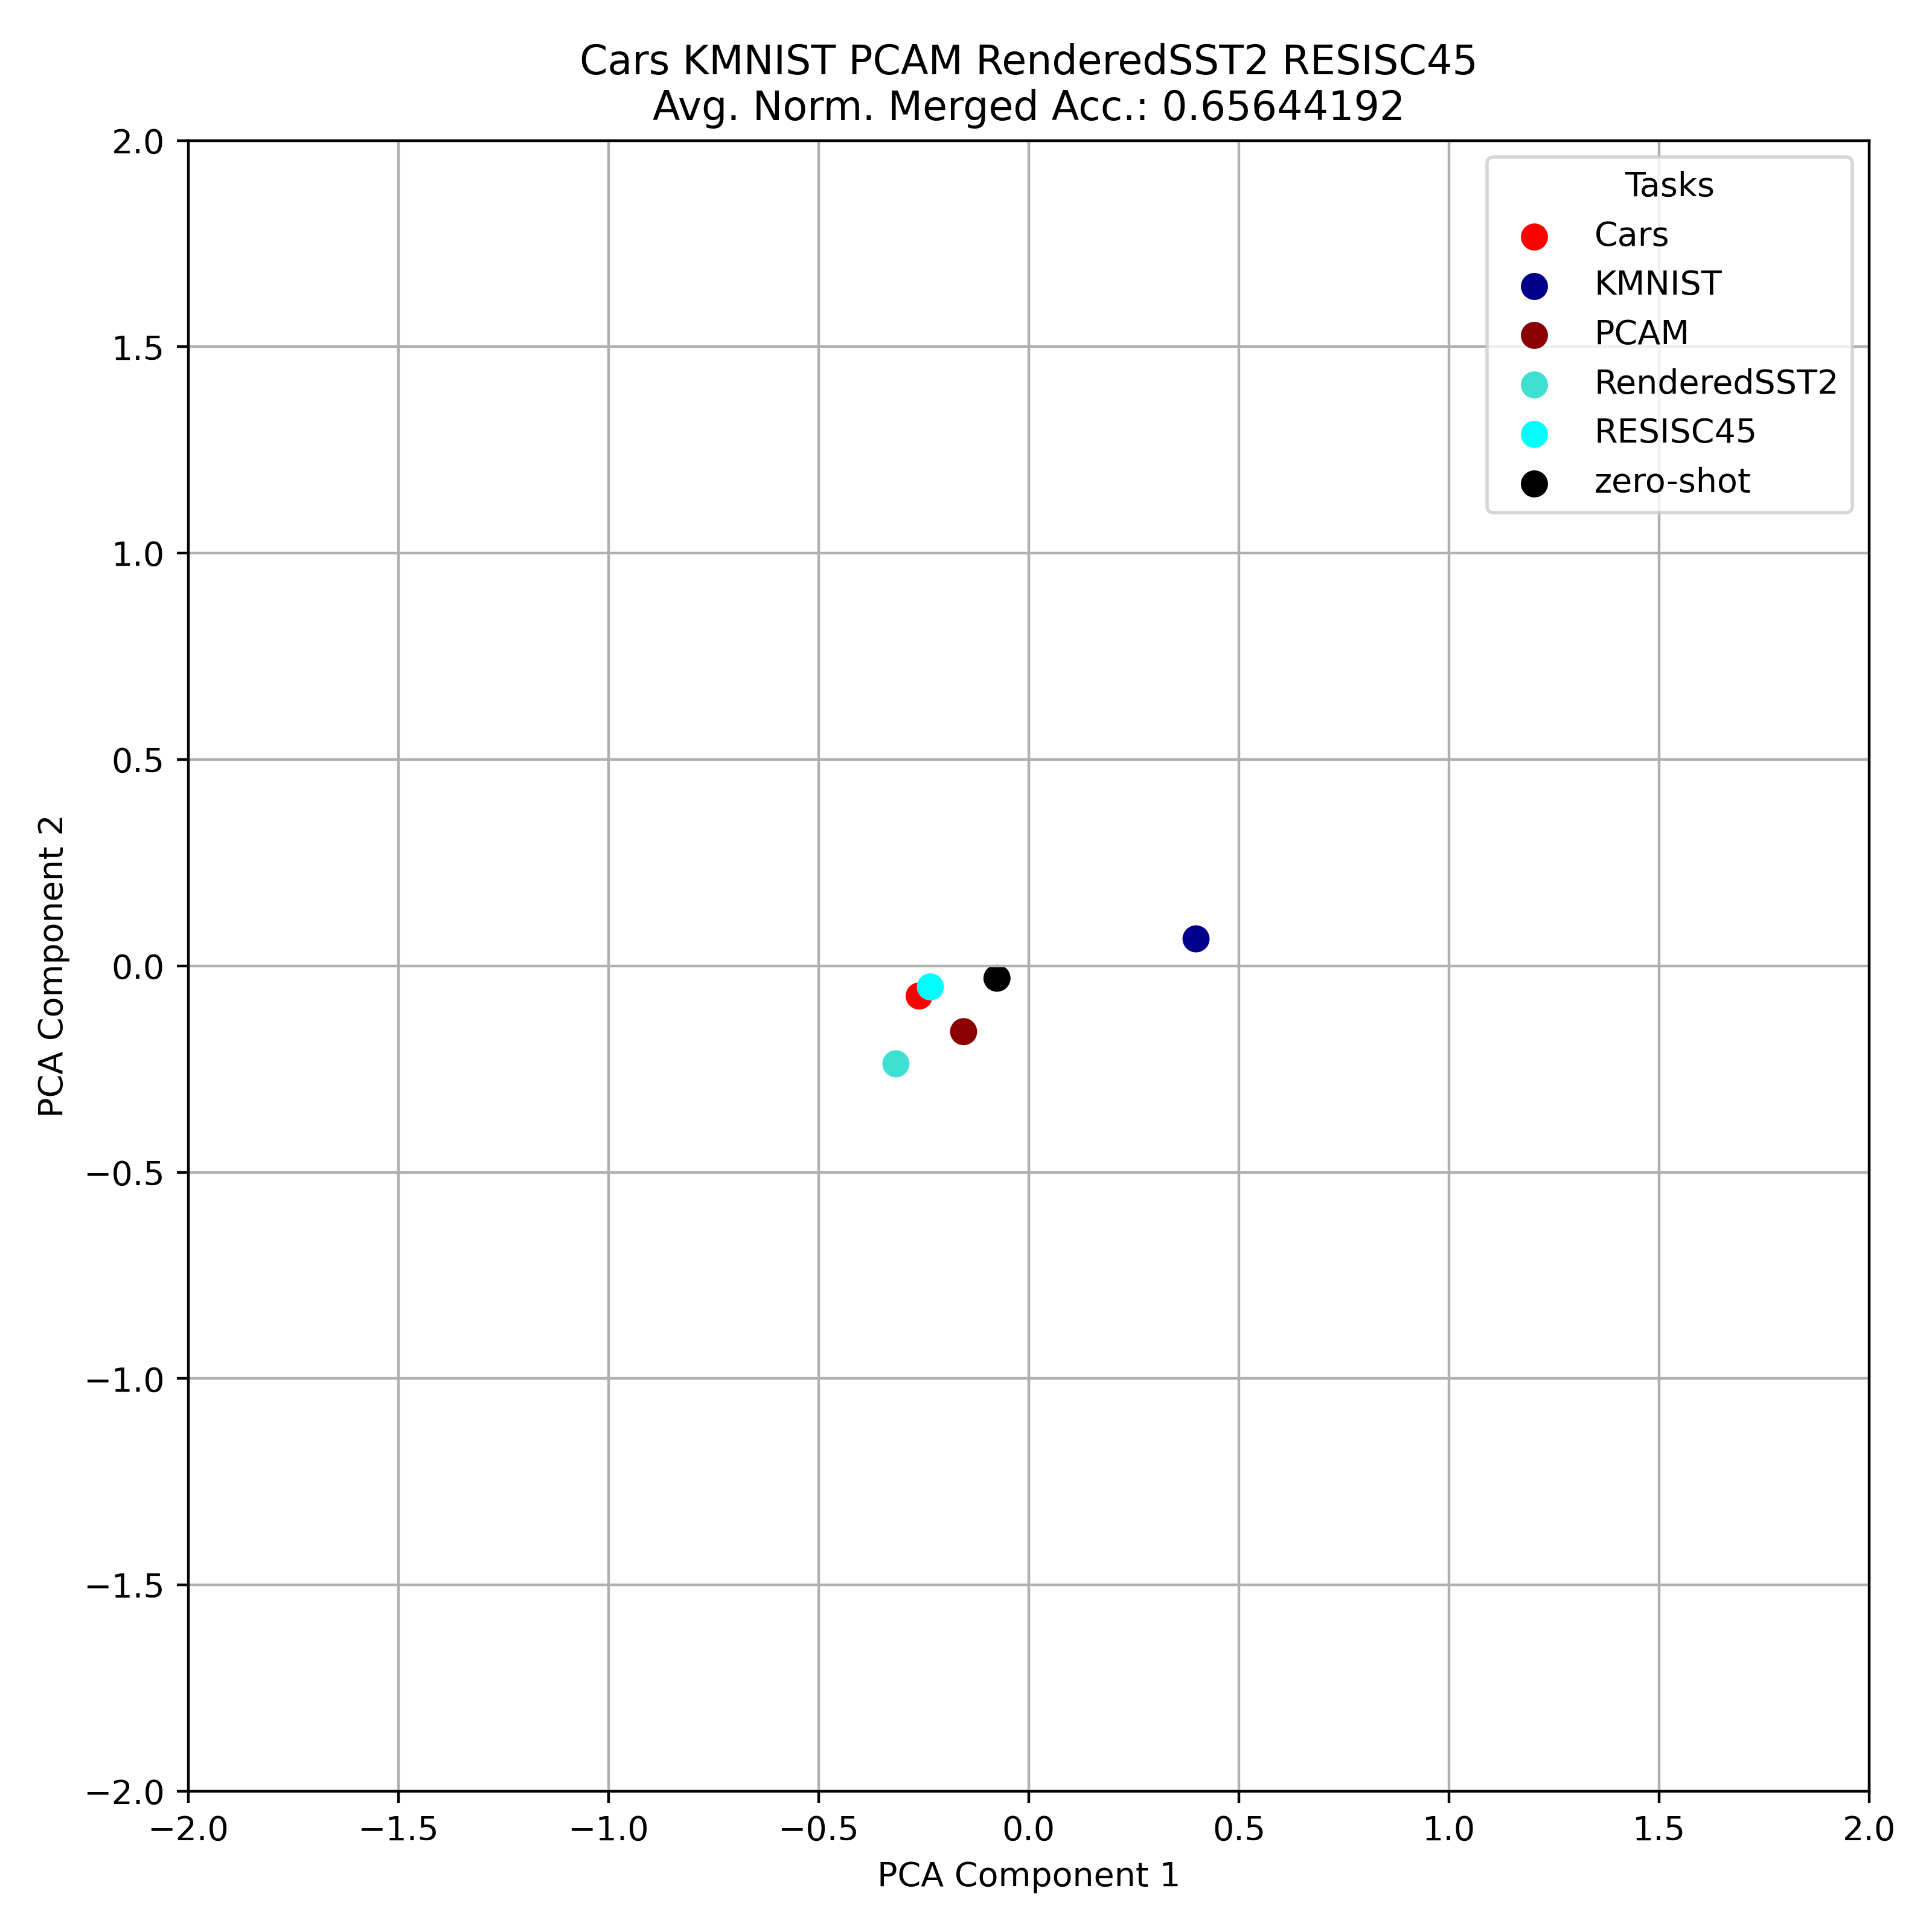 Cars KMNIST PCAM RenderedSST2 RESISC45
Avg. Norm. Merged Acc.: 0.65644192
Tasks
Cars
KMNIST
PCAM
RenderedSST2
RESISC45
zero-shot
2.0
1.5
1.0
0.5
0.0
−0.5
−1.0
−1.5
−2.0
PCA Component 2
−2.0 −1.5 −1.0 −0.5 0.0 0.5 1.0 1.5 2.0
PCA Component 1